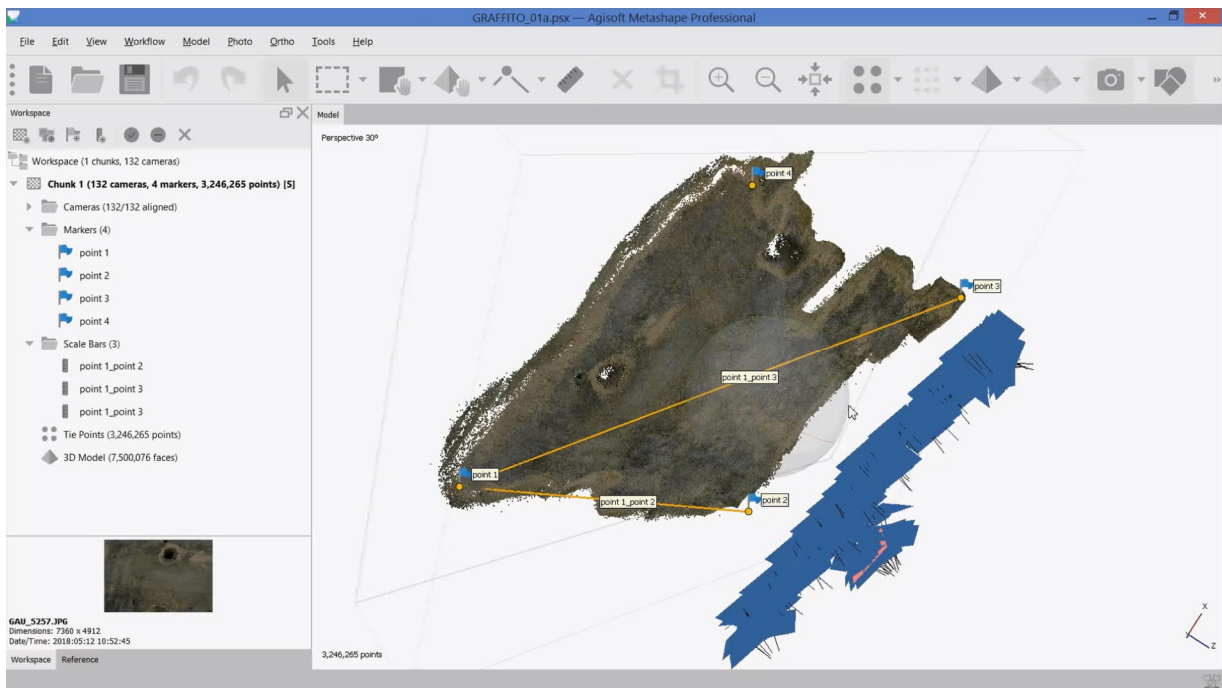 GRAFFITO_01a.psx — Agisoft Metashape Professional
File Edit View Workflow Model Photo Ortho Tools Help
Workspace
Model
Perspective 30°
Workspace (1 chunks, 132 cameras)
Chunk 1 (132 cameras, 4 markers, 3,246,265 points) [S]
Cameras (132/132 aligned)
Markers (4)
point 1
point 2
point 3
point 4
Scale Bars (3)
point 1_point 2
point 1_point 3
point 1_point 3
Tie Points (3,246,265 points)
3D Model (7,500,076 faces)
point 4
point 3
point 1_point 3
point 1
point 1_point 2
point 2
GAU_5257.JPG
Dimensions: 7360 x 4912
Date/Time: 2018:05:12 10:52:45
Workspace Reference
3,246,265 points
X
Y
Z